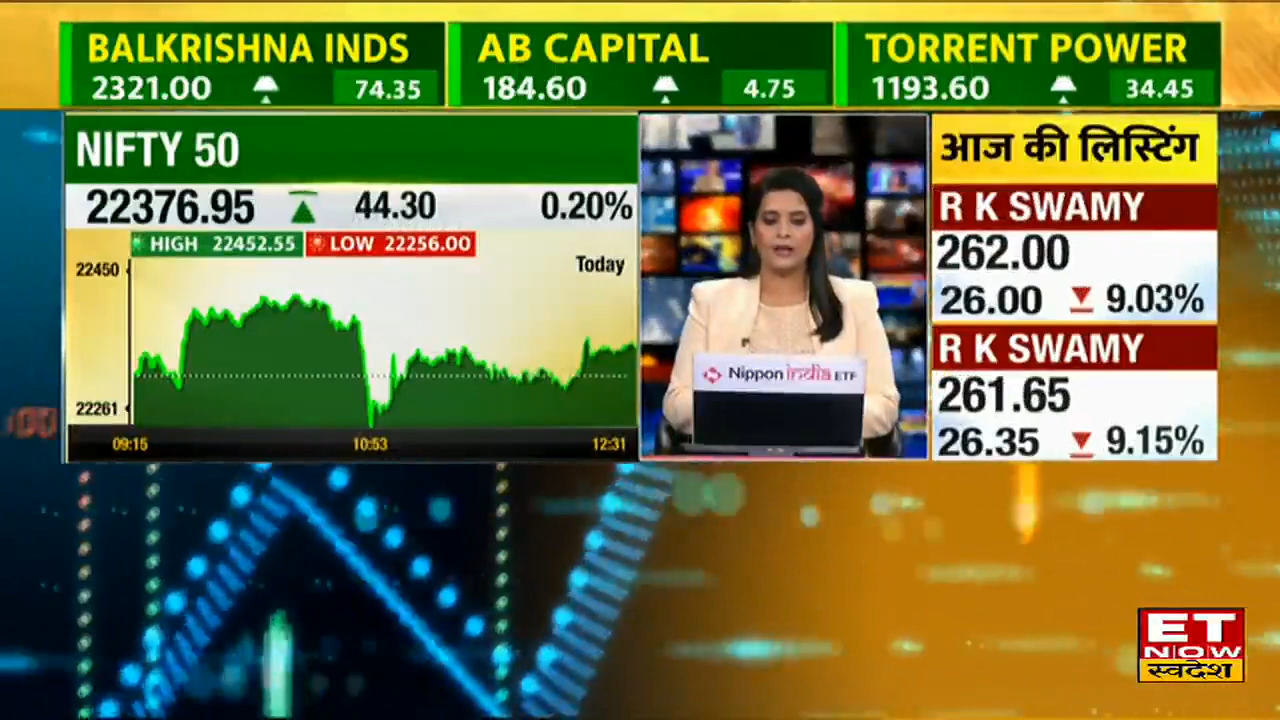 BALKRISHNA INDS
2321.00 74.35
AB CAPITAL
184.60 4.75
TORRENT POWER
1193.60 34.45
NIFTY 50
22376.95 44.30 0.20%
HIGH 22452.55 LOW 22256.00
Today
22450
22261
09:15 10:53 12:31
Nippon india ETF
आज की लिस्टिंग
R K SWAMY
262.00
26.00 9.03%
R K SWAMY
261.65
26.35 9.15%
ET
NOW
स्वदेश